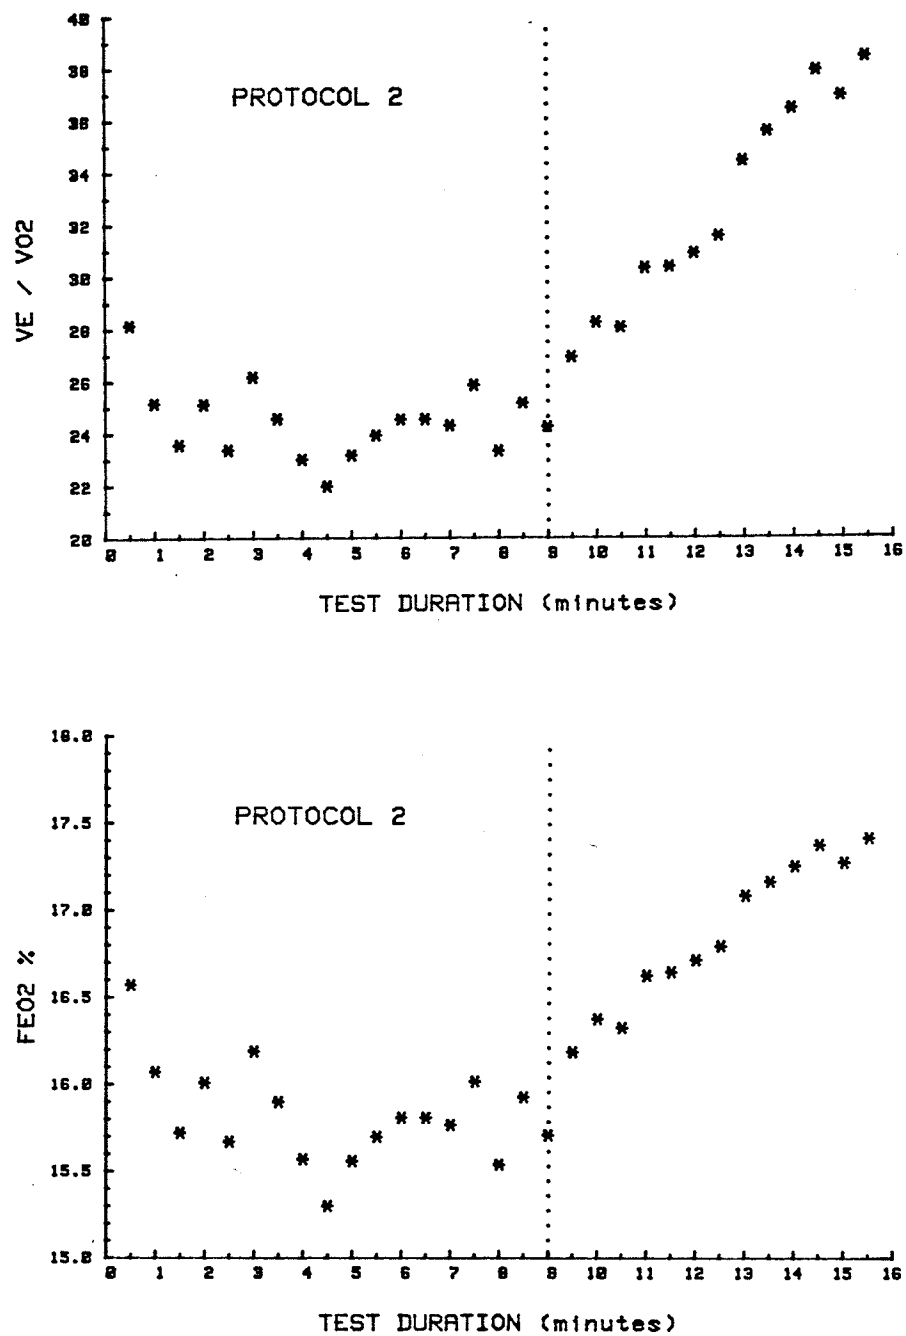 40
38
36
34
32
30
28
26
24
22
20
PROTOCOL 2
VE / VO2
0 1 2 3 4 5 6 7 8 9 10 11 12 13 14 15 16
TEST DURATION (minutes)
18.0
17.5
17.0
16.5
16.0
15.5
15.0
PROTOCOL 2
FEO2 %
0 1 2 3 4 5 6 7 8 9 10 11 12 13 14 15 16
TEST DURATION (minutes)